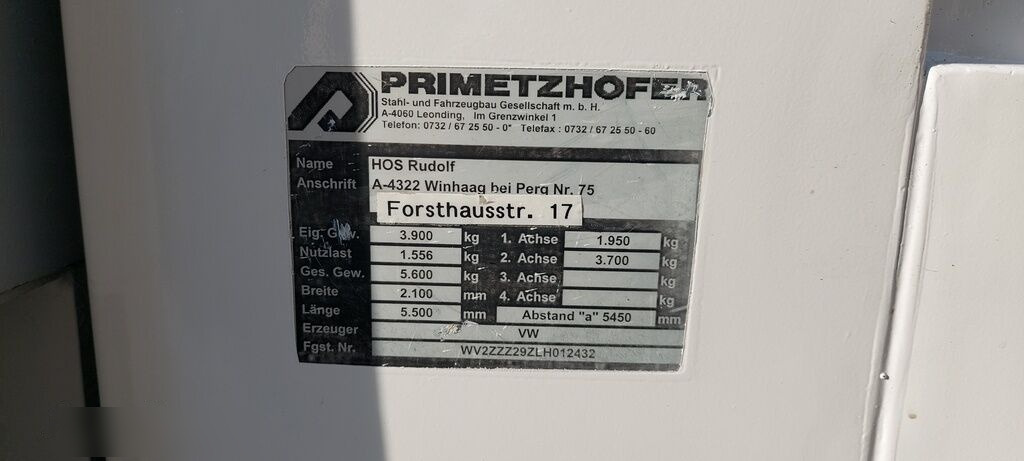 PRIMETZHOFER
Stahl- und Fahrzeugbau Gesellschaft m. b. H.
A-4060 Leonding, Im Grenzwinkel 1
Telefon: 0732 / 67 25 50 - 0* Telefax : 0732 / 67 25 50 - 60
Name HOS Rudolf
Anschrift A-4322 Winhaag bei Perg Nr. 75
Forsthausstr. 17
Eig. Gew. 3.900 kg 1. Achse 1.950 kg
Nutzlast 1.556 kg 2. Achse 3.700 kg
Ges. Gew. 5.600 kg 3. Achse kg
Breite 2.100 mm 4. Achse kg
Länge 5.500 mm Abstand "a" 5450 mm
Erzeuger VW
Fgst. Nr. WV2ZZZ29ZLH012432